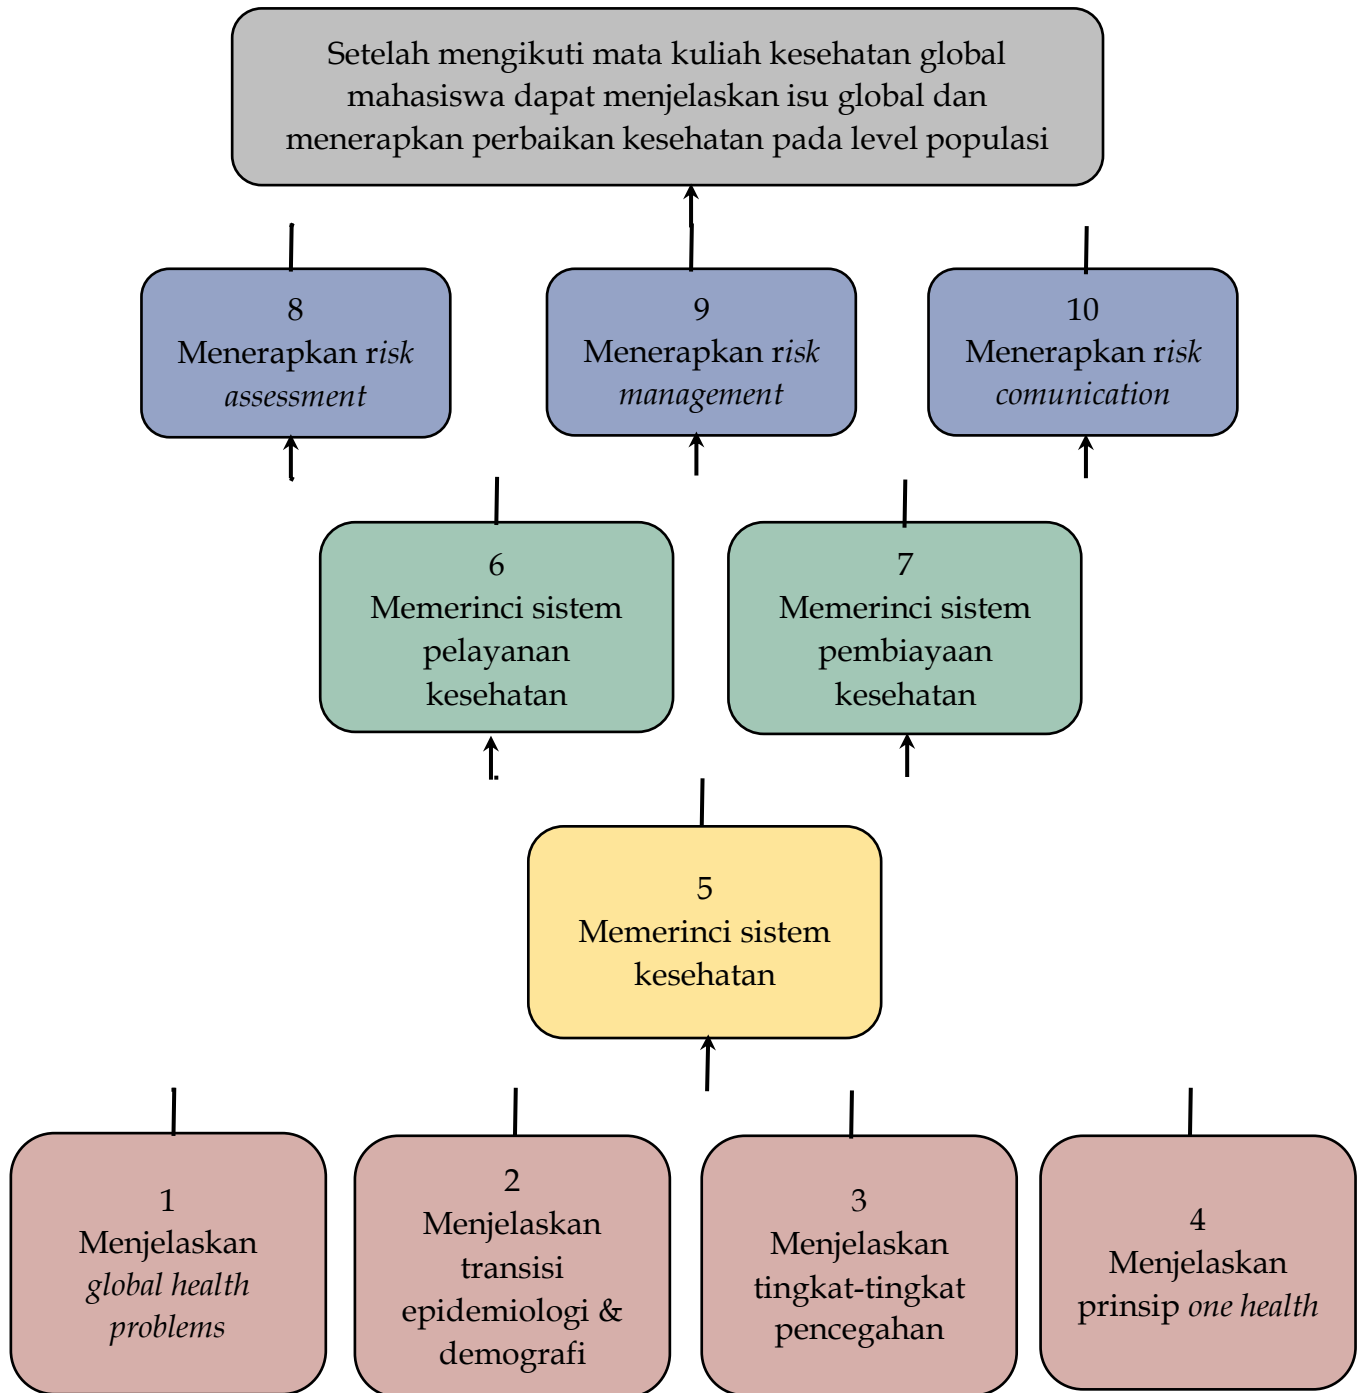 Setelah mengikuti mata kuliah kesehatan global
mahasiswa dapat menjelaskan isu global dan
menerapkan perbaikan kesehatan pada level populasi
8
Menerapkan risk
assessment
9
Menerapkan risk
management
10
Menerapkan risk
comunication
6
Memerinci sistem
pelayanan
kesehatan
7
Memerinci sistem
pembiayaan
kesehatan
5
Memerinci sistem
kesehatan
1
Menjelaskan
global health
problems
2
Menjelaskan
transisi
epidemiologi &
demografi
3
Menjelaskan
tingkat-tingkat
pencegahan
4
Menjelaskan
prinsip one health